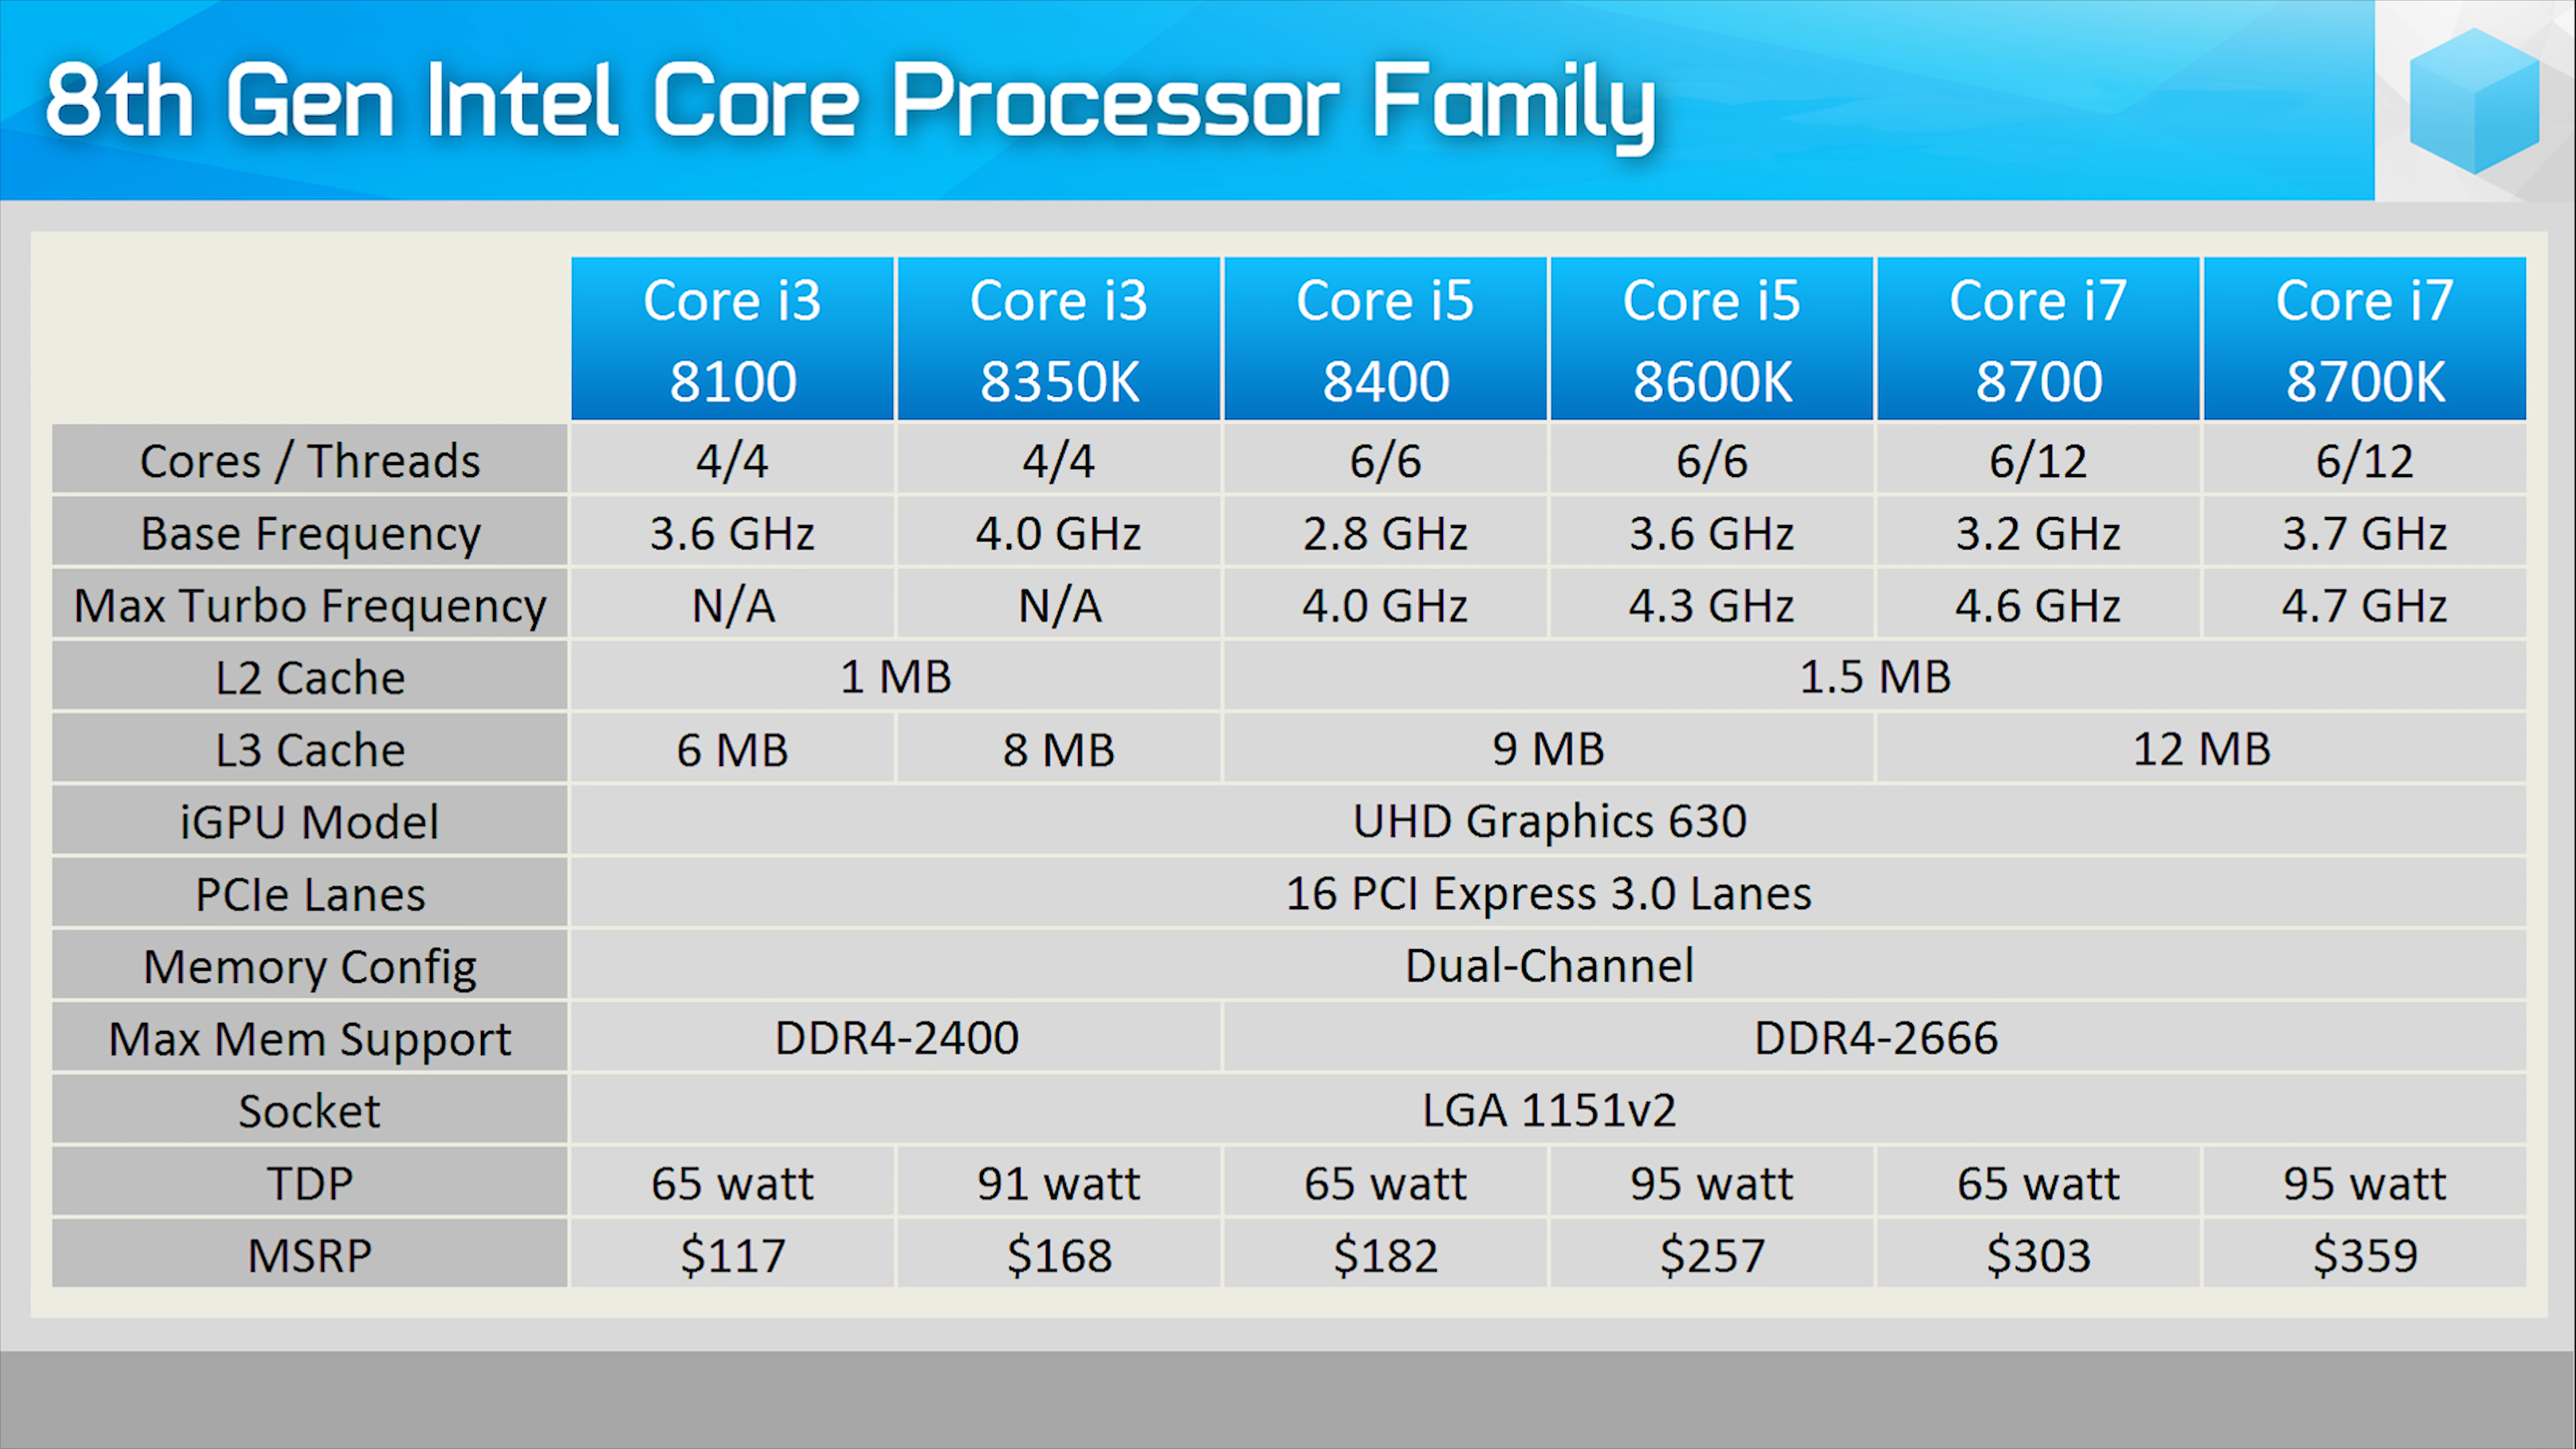 8th Gen Intel Core Processor Family
Core i3 8100 Core i3 8350K Core i5 8400 Core i5 8600K Core i7 8700 Core i7 8700K
Cores / Threads 4/4 4/4 6/6 6/6 6/12 6/12
Base Frequency 3.6 GHz 4.0 GHz 2.8 GHz 3.6 GHz 3.2 GHz 3.7 GHz
Max Turbo Frequency N/A N/A 4.0 GHz 4.3 GHz 4.6 GHz 4.7 GHz
L2 Cache 1 MB 1.5 MB
L3 Cache 6 MB 8 MB 9 MB 12 MB
iGPU Model UHD Graphics 630
PCIe Lanes 16 PCI Express 3.0 Lanes
Memory Config Dual-Channel
Max Mem Support DDR4-2400 DDR4-2666
Socket LGA 1151v2
TDP 65 watt 91 watt 65 watt 95 watt 65 watt 95 watt
MSRP $117 $168 $182 $257 $303 $359